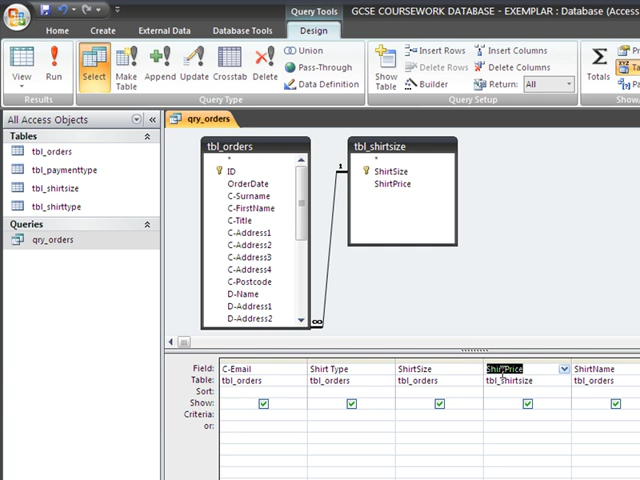 Query Tools
GCSE COURSEWORK DATABASE - EXEMPLAR : Database (Access
Home Create External Data Database Tools Design
View
Run
Select
Make Table
Append
Update
Crosstab
Delete
Union
Pass-Through
Data Definition
Show Table
Insert Rows
Delete Rows
Builder
Insert Columns
Delete Columns
Return: All
Totals
Results
Query Type
Query Setup
All Access Objects
Tables
tbl_orders
tbl_paymenttype
tbl_shirtsize
tbl_shirttype
Queries
qry_orders
qry_orders
tbl_orders
*
ID
OrderDate
C-Surname
C-FirstName
C-Title
C-Address1
C-Address2
C-Address3
C-Address4
C-Postcode
D-Name
D-Address1
D-Address2
1
∞
tbl_shirtsize
*
ShirtSize
ShirtPrice
Field: C-Email Shirt Type ShirtSize ShirtPrice ShirtName
Table: tbl_orders tbl_orders tbl_orders tbl_shirtsize tbl_orders
Sort:
Show:
Criteria:
or: